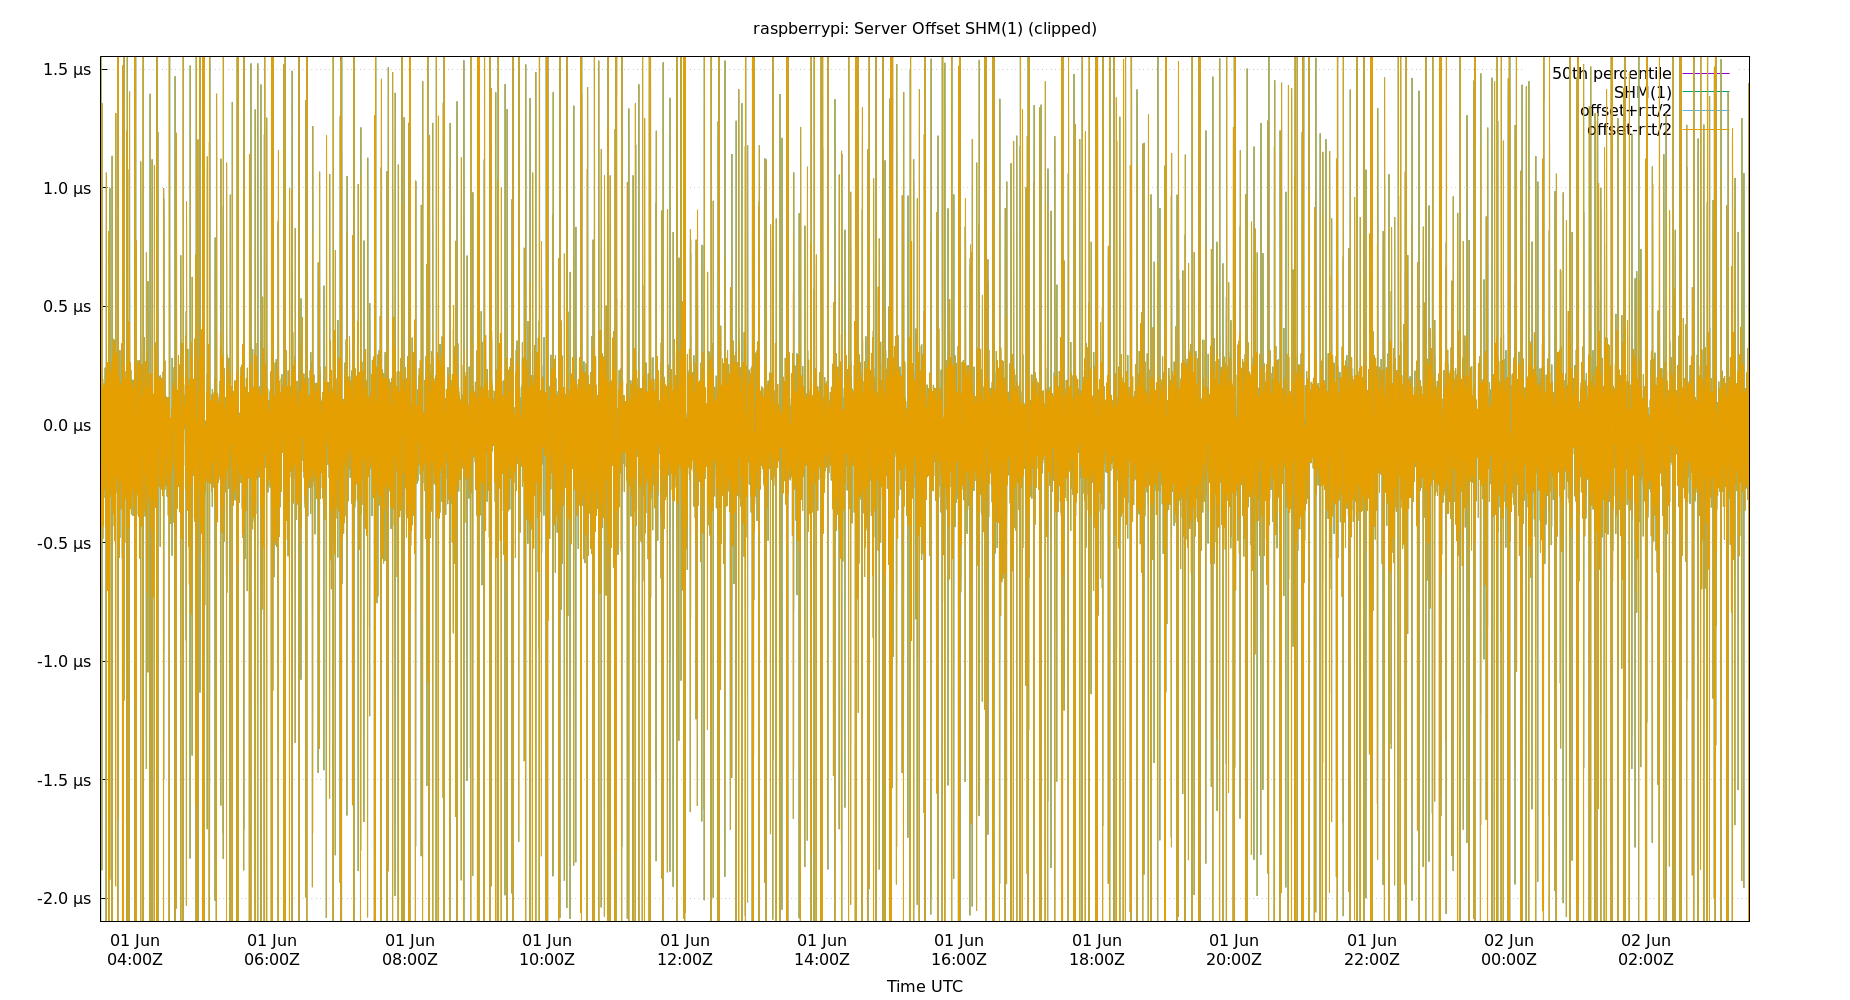 raspberrypi: Server Offset SHM(1) (clipped)
1.5 µs
1.0 µs
0.5 µs
0.0 µs
-0.5 µs
-1.0 µs
-1.5 µs
-2.0 µs
50th percentile
SHM(1)
offset+rtt/2
offset-rtt/2
01 Jun 01 Jun 01 Jun 01 Jun 01 Jun 01 Jun 01 Jun 01 Jun 01 Jun 01 Jun 02 Jun 02 Jun
04:00Z 06:00Z 08:00Z 10:00Z 12:00Z 14:00Z 16:00Z 18:00Z 20:00Z 22:00Z 00:00Z 02:00Z
Time UTC